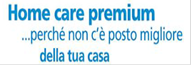 Home care premium
...perché non c'è posto migliore
della tua casa